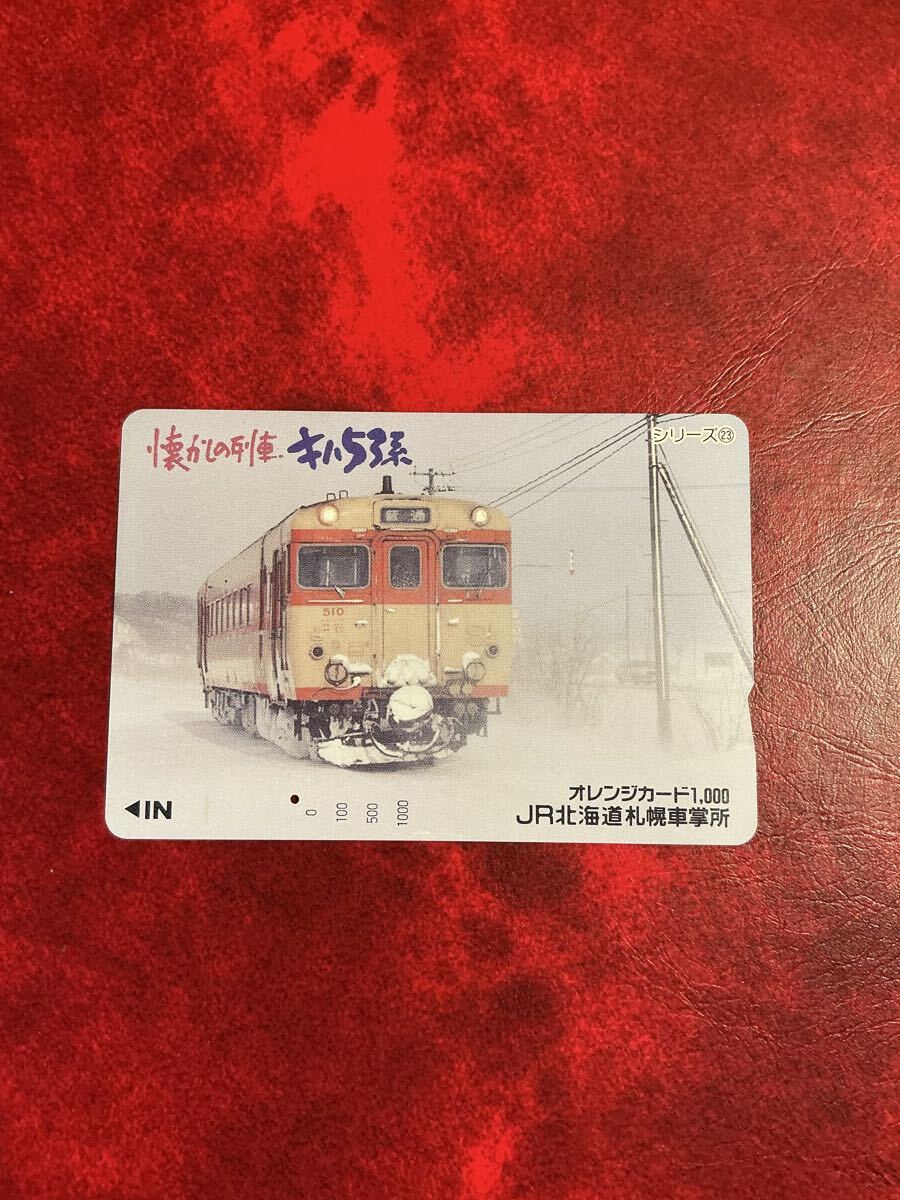 懐かしの列車 キハ53系
シリーズ㉓
普通
510
◀IN
0
100
500
1000
オレンジカード1,000
JR北海道札幌車掌所